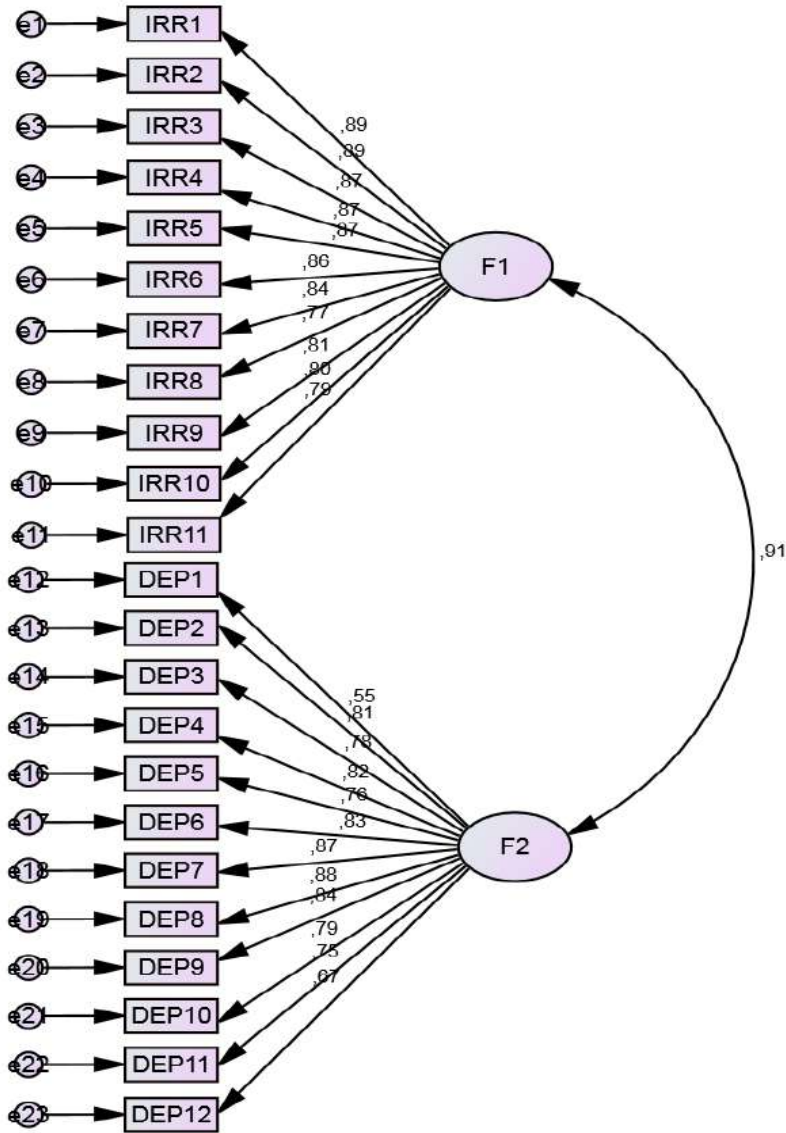 e1 IRR1
e2 IRR2
e3 IRR3
,89
e4 IRR4
,89
e5 IRR5
,87
,87
,87
e6 IRR6
,86
F1
e7 IRR7
,84
,77
e8 IRR8
,81
e9 IRR9
,80
,79
e10 IRR10
e11 IRR11
,91
e12 DEP1
e13 DEP2
e14 DEP3
,55
e15 DEP4
,81
,78
e16 DEP5
,82
,76
e17 DEP6
,83
F2
e18 DEP7
,87
e19 DEP8
,88
,84
e20 DEP9
,79
,75
,67
e21 DEP10
e22 DEP11
e23 DEP12